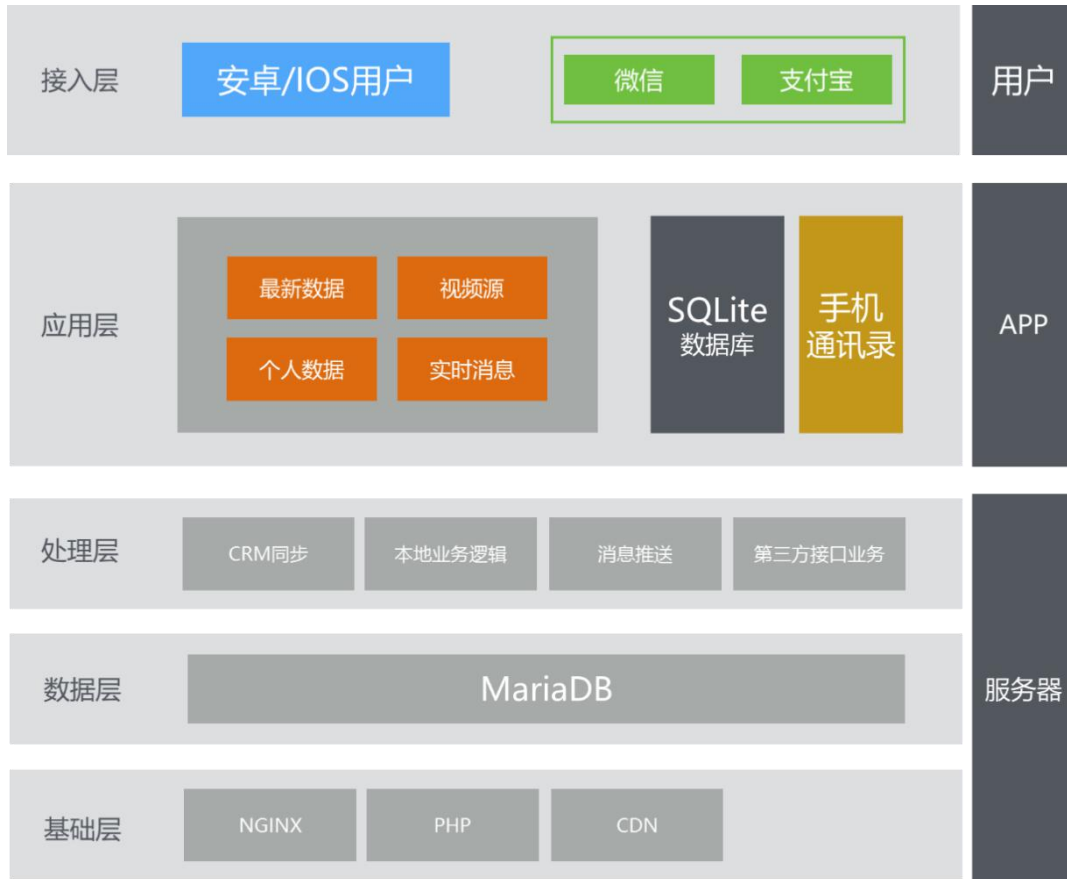 接入层
安卓/IOS用户
微信
支付宝
用户
应用层
最新数据
视频源
个人数据
实时消息
SQLite
数据库
手机
通讯录
APP
处理层
CRM同步
本地业务逻辑
消息推送
第三方接口业务
数据层
MariaDB
服务器
基础层
NGINX
PHP
CDN